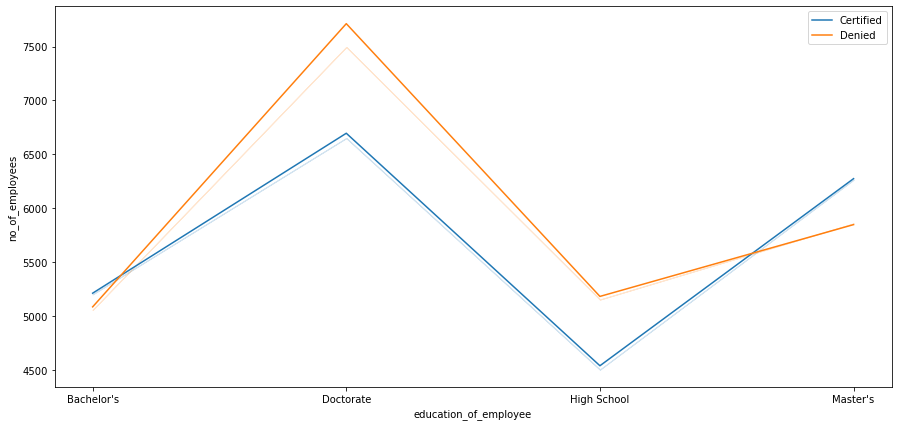 Certified
Denied
no_of_employees
7500
7000
6500
6000
5500
5000
4500
Bachelor's Doctorate High School Master's
education_of_employee